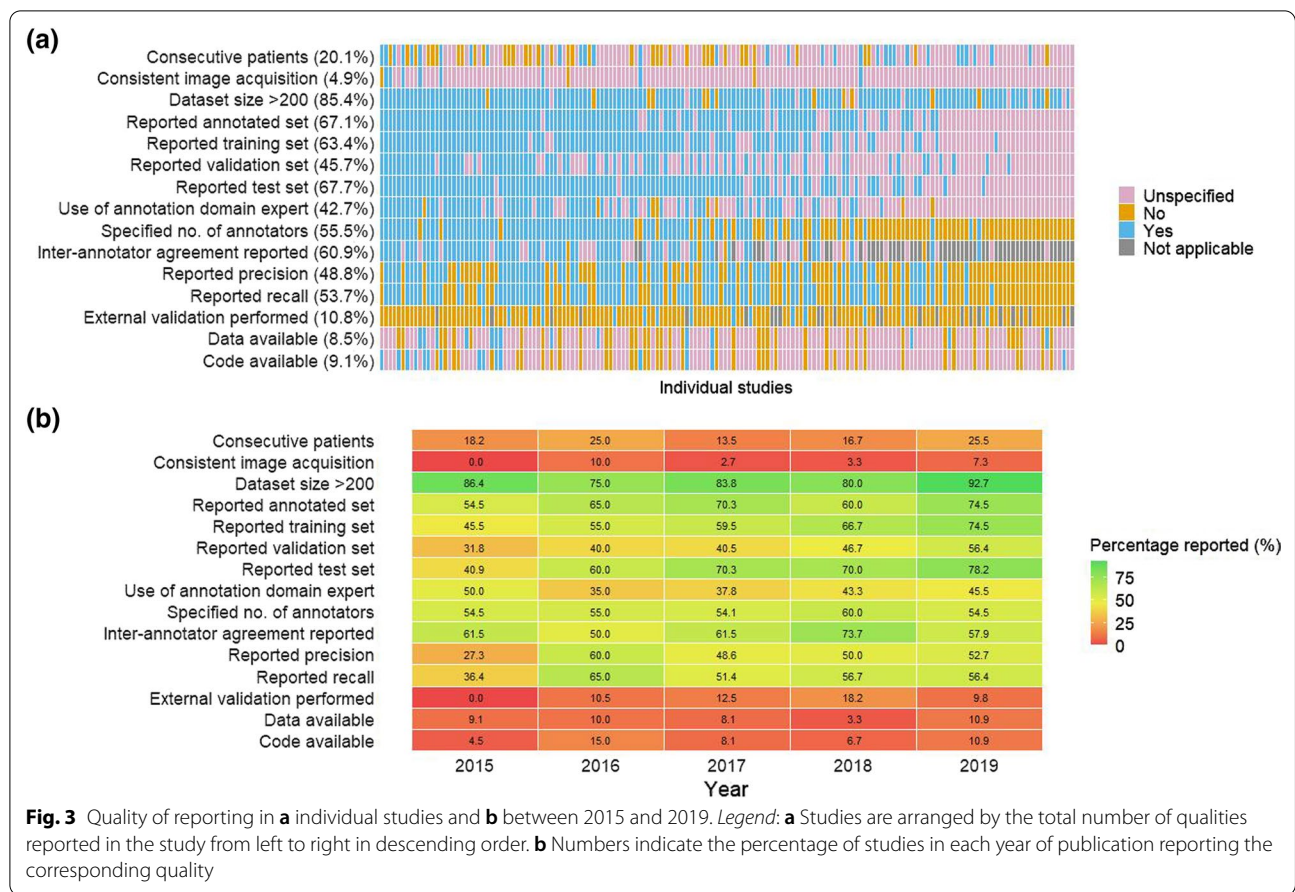 (a)
Consecutive patients (20.1%)
Consistent image acquisition (4.9%)
Dataset size >200 (85.4%)
Reported annotated set (67.1%)
Reported training set (63.4%)
Reported validation set (45.7%)
Reported test set (67.7%)
Use of annotation domain expert (42.7%)
Specified no. of annotators (55.5%)
Inter-annotator agreement reported (60.9%)
Reported precision (48.8%)
Reported recall (53.7%)
External validation performed (10.8%)
Data available (8.5%)
Code available (9.1%)
Individual studies
Unspecified
No
Yes
Not applicable
(b)
Consecutive patients 18.2 25.0 13.5 16.7 25.5
Consistent image acquisition 0.0 10.0 2.7 3.3 7.3
Dataset size >200 86.4 75.0 83.8 80.0 92.7
Reported annotated set 54.5 65.0 70.3 60.0 74.5
Reported training set 45.5 55.0 59.5 66.7 74.5
Reported validation set 31.8 40.0 40.5 46.7 56.4
Reported test set 40.9 60.0 70.3 70.0 78.2
Use of annotation domain expert 50.0 35.0 37.8 43.3 45.5
Specified no. of annotators 54.5 55.0 54.1 60.0 54.5
Inter-annotator agreement reported 61.5 50.0 61.5 73.7 57.9
Reported precision 27.3 60.0 48.6 50.0 52.7
Reported recall 36.4 65.0 51.4 56.7 56.4
External validation performed 0.0 10.5 12.5 18.2 9.8
Data available 9.1 10.0 8.1 3.3 10.9
Code available 4.5 15.0 8.1 6.7 10.9
2015 2016 2017 2018 2019
Year
Percentage reported (%)
75
50
25
0
Fig. 3 Quality of reporting in a individual studies and b between 2015 and 2019. Legend: a Studies are arranged by the total number of qualities
reported in the study from left to right in descending order. b Numbers indicate the percentage of studies in each year of publication reporting the
corresponding quality